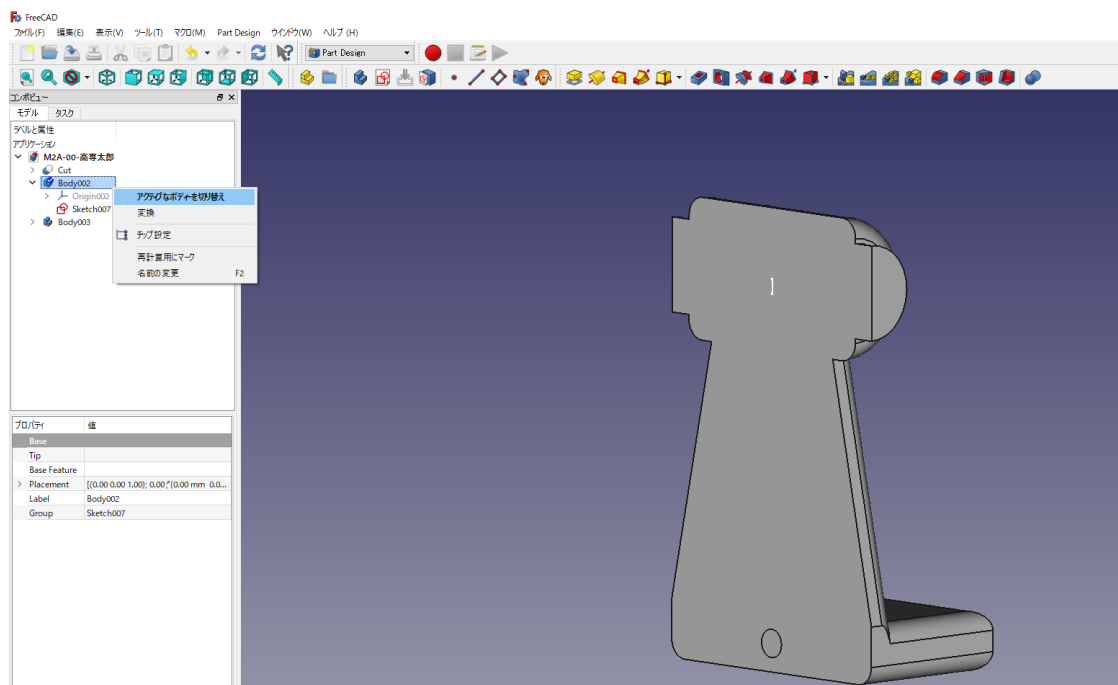 FreeCAD
ファイル(F) 編集(E) 表示(V) ツール(T) マクロ(M) Part Design ウインドウ(W) ヘルプ(H)
Part Design
コンボビュー
モデル タスク
ラベルと属性
アプリケーション
M2A-00-高専太郎
Cut
Body002
Origin002
Sketch007
Body003
アクティブなボディーを切り替え
変換
チップ設定
再計算用にマーク
名前の変更 F2
プロパティ 値
Base
Tip
Base Feature
Placement [(0.00 0.00 1.00); 0.00;°(0.00 mm 0.0...
Label Body002
Group Sketch007